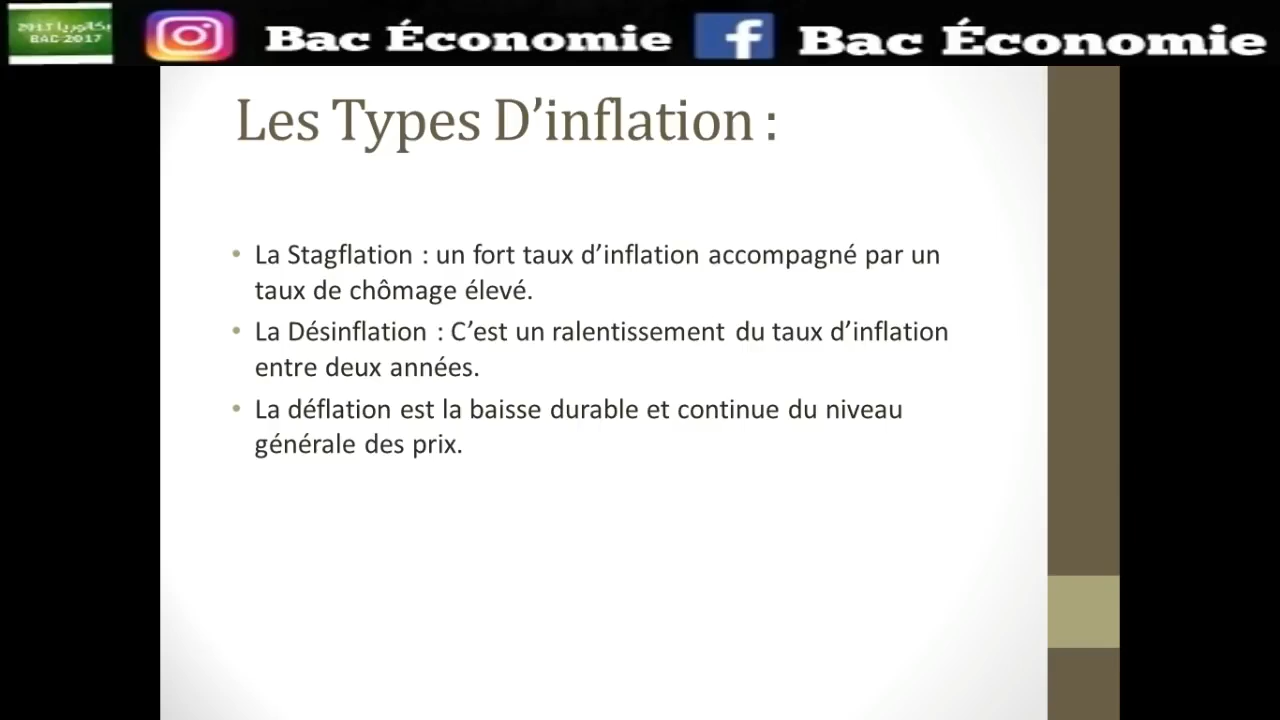 بكالوريا 2017
BAC 2017
Bac Économie
Bac Économie
Les Types D’inflation :
• La Stagflation : un fort taux d’inflation accompagné par un
taux de chômage élevé.
• La Désinflation : C’est un ralentissement du taux d’inflation
entre deux années.
• La déflation est la baisse durable et continue du niveau
générale des prix.